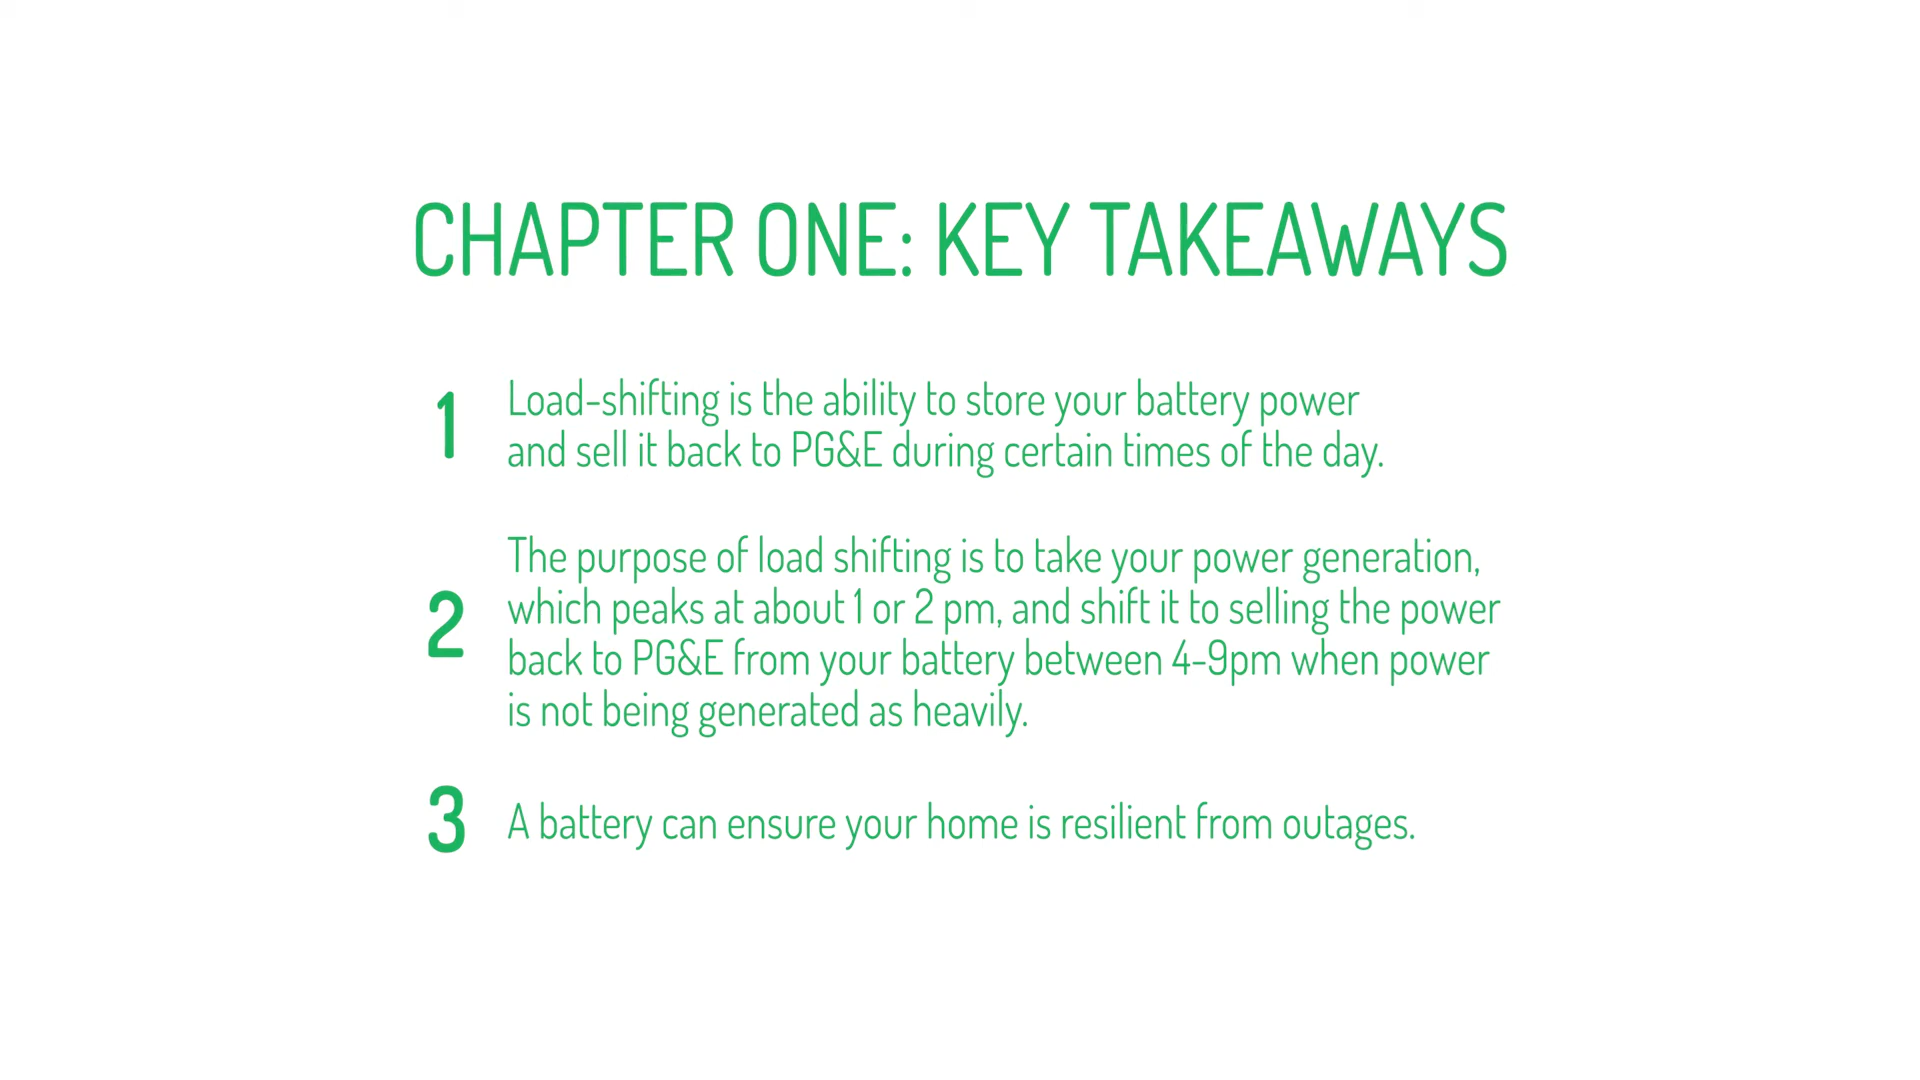 CHAPTER ONE: KEY TAKEAWAYS
1 Load-shifting is the ability to store your battery power
and sell it back to PG&E during certain times of the day.
2 The purpose of load shifting is to take your power generation,
which peaks at about 1 or 2 pm, and shift it to selling the power
back to PG&E from your battery between 4-9pm when power
is not being generated as heavily.
3 A battery can ensure your home is resilient from outages.